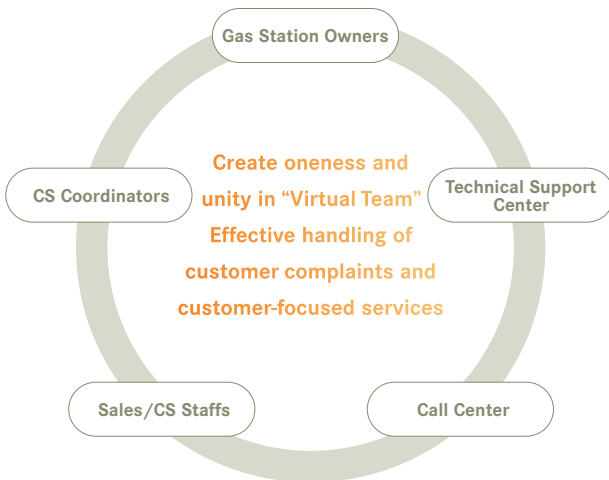 Gas Station Owners
Create oneness and
unity in “Virtual Team”
Effective handling of
customer complaints and
customer-focused services
CS Coordinators
Technical Support
Center
Sales/CS Staffs
Call Center